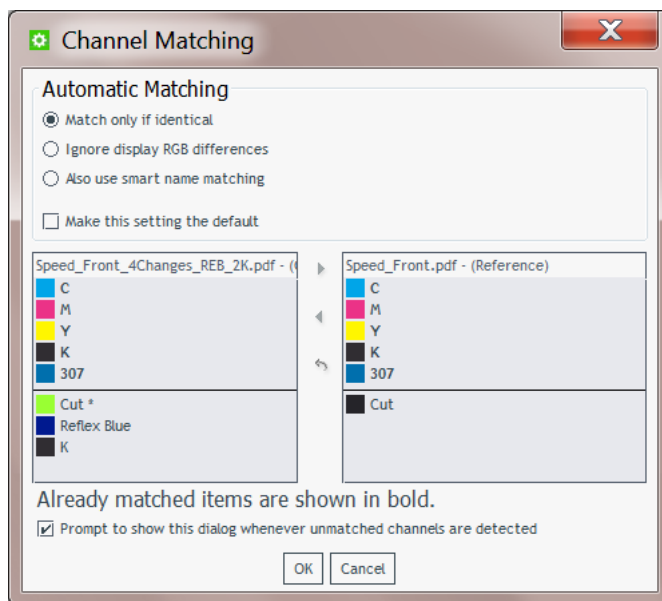 Channel Matching
Automatic Matching
Match only if identical
Ignore display RGB differences
Also use smart name matching
Make this setting the default
Speed_Front_4Changes_REB_2K.pdf - (
C
M
Y
K
307
Cut *
Reflex Blue
K
Speed_Front.pdf - (Reference)
C
M
Y
K
307
Cut
Already matched items are shown in bold.
Prompt to show this dialog whenever unmatched channels are detected
OK
Cancel